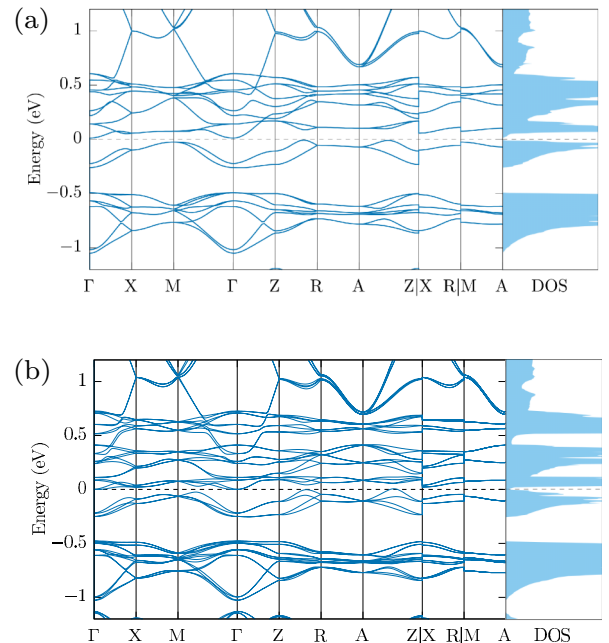 (a)
1
0.5
0
−0.5
−1
Energy (eV)
Γ X M Γ Z R A Z|X R|M A DOS
(b)
1
0.5
0
−0.5
−1
Energy (eV)
Γ X M Γ Z R A Z|X R|M A DOS